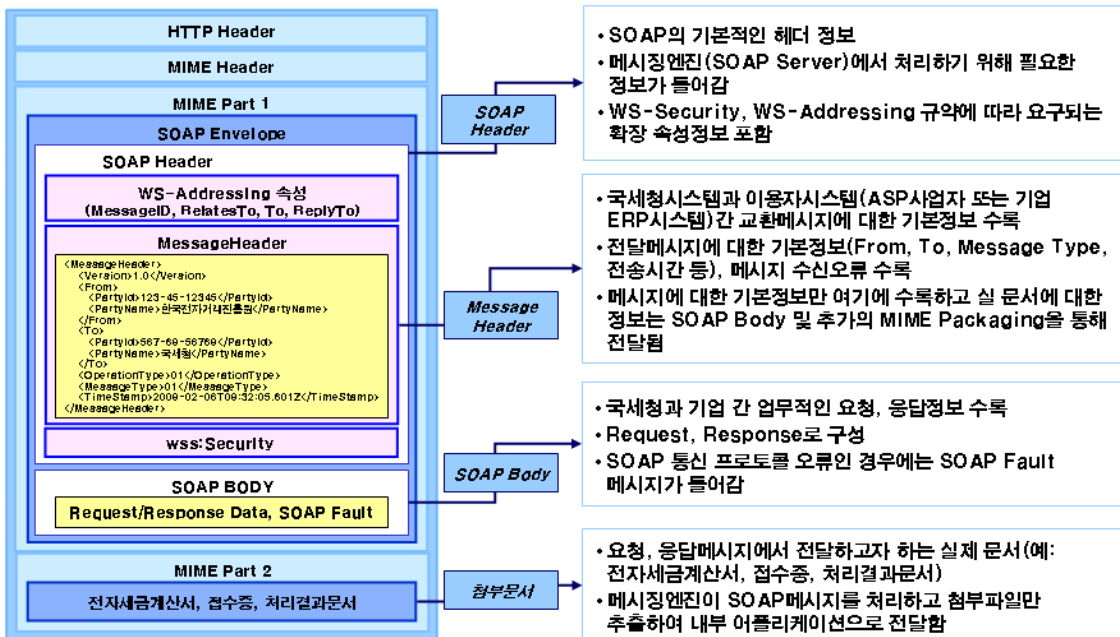 HTTP Header
MIME Header
MIME Part 1
SOAP Envelope
SOAP Header
WS-Addressing 속성
(MessageID, RelatesTo, To, ReplyTo)
MessageHeader
<MessageHeader>
<Version>1.0</Version>
<From>
<PartyId>123-45-12345</PartyId>
<PartyName>한국전자거래진흥원</PartyName>
</From>
<To>
<PartyId>567-89-56789</PartyId>
<PartyName>국세청</PartyName>
</To>
<OperationType>01</OperationType>
<MessageType>01</MessageType>
</MessageHeader>
wss:Security
SOAP BODY
Request/Response Data, SOAP Fault
MIME Part 2
전자세금계산서, 접수증, 처리결과문서
SOAP
Header
• SOAP의 기본적인 헤더 정보
• 메시징엔진(SOAP Server)에서 처리하기 위해 필요한
정보가 들어감
• WS-Security, WS-Addressing 규약에 따라 요구되는
확장 속성정보 포함
Message
Header
• 국세청시스템과 이용자시스템(ASP사업자 또는 기업
ERP시스템)간 교환메시지에 대한 기본정보 수록
• 전달메시지에 대한 기본정보(From, To, Message Type,
전송시간 등), 메시지 수신오류 수록
• 메시지에 대한 기본정보만 여기에 수록하고 실 문서에 대한
정보는 SOAP Body 및 추가의 MIME Packaging을 통해
전달됨
SOAP Body
• 국세청과 기업 간 업무적인 요청, 응답정보 수록
• Request, Response로 구성
• SOAP 통신 프로토콜 오류인 경우에는 SOAP Fault
메시지가 들어감
첨부문서
• 요청, 응답메시지에서 전달하고자 하는 실제 문서(예:
전자세금계산서, 접수증, 처리결과문서)
• 메시징엔진이 SOAP메시지를 처리하고 첨부파일만
추출하여 내부 어플리케이션으로 전달함